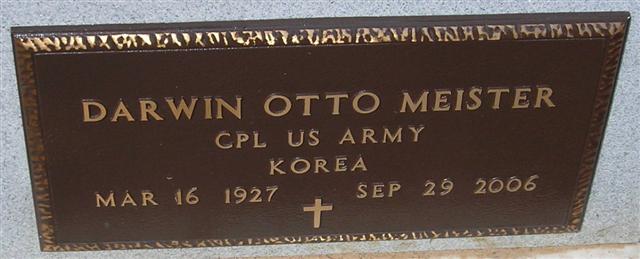 DARWIN OTTO MEISTER
CPL US ARMY
KOREA
MAR 16 1927 SEP 29 2006